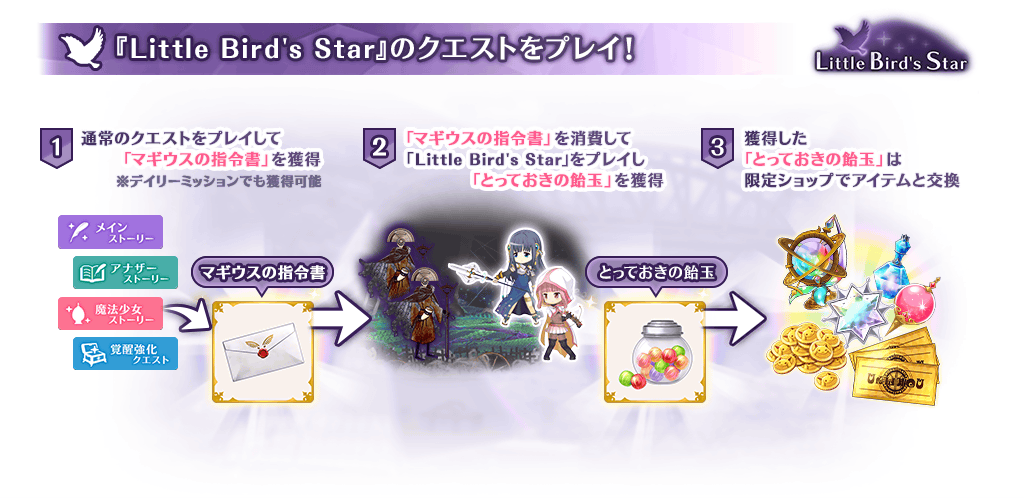 『Little Bird's Star』のクエストをプレイ!
Little Bird's Star
1
通常のクエストをプレイして
「マギウスの指令書」を獲得
※デイリーミッションでも獲得可能
2
「マギウスの指令書」を消費して
「Little Bird's Star」をプレイし
「とっておきの飴玉」を獲得
3
獲得した
「とっておきの飴玉」は
限定ショップでアイテムと交換
メイン
ストーリー
アナザー
ストーリー
魔法少女
ストーリー
覚醒強化
クエスト
マギウスの指令書
とっておきの飴玉